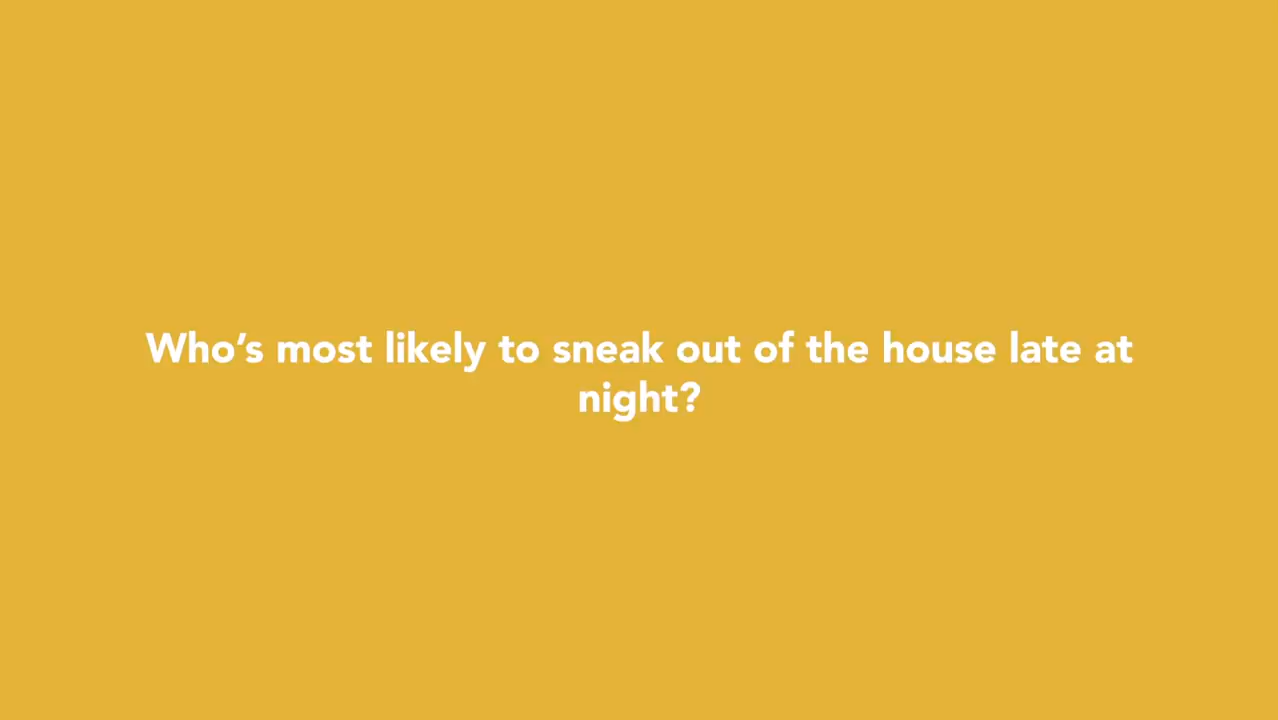 Who’s most likely to sneak out of the house late at
night?